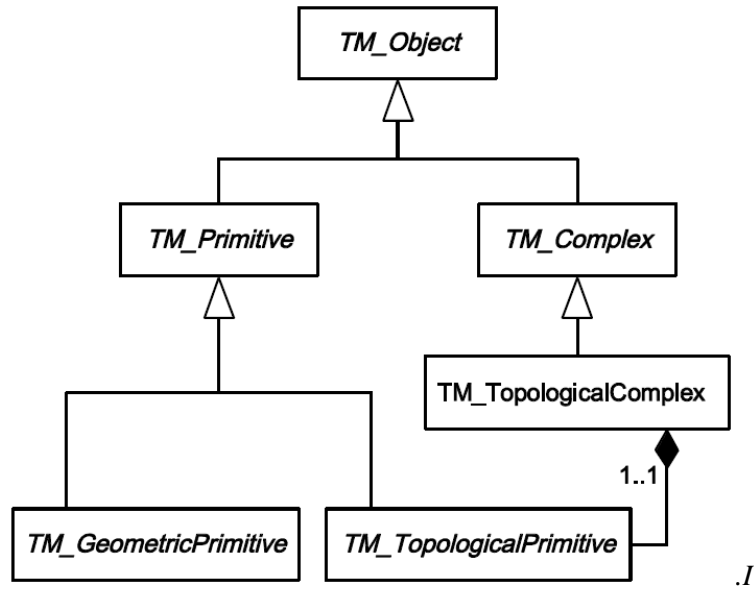 TM_Object
TM_Primitive
TM_Complex
TM_TopologicalComplex
1..1
TM_GeometricPrimitive
TM_TopologicalPrimitive
.I